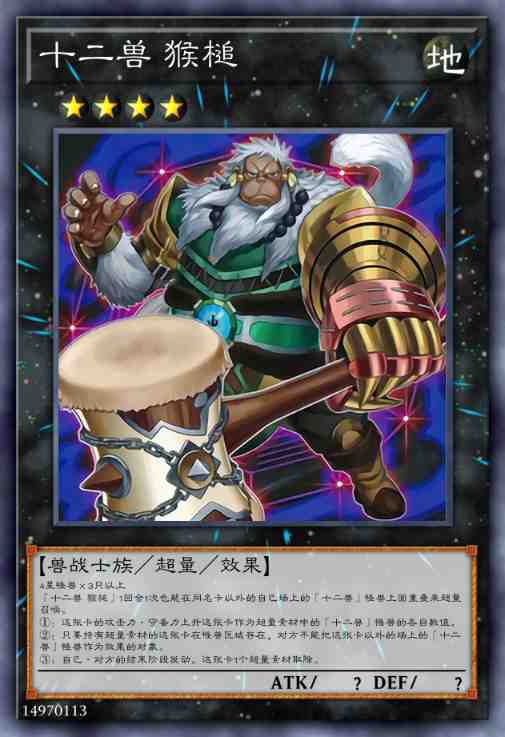 十二兽 猴槌
地
【兽战士族／超量／效果】
4星怪兽×3只以上
「十二兽 猴槌」1回合1次也能在同名卡以外的自己场上的「十二兽」怪兽上面重叠来超量
召唤。
①：这张卡的攻击力·守备力上升这张卡作为超量素材中的「十二兽」怪兽的各自数值。
②：只要持有超量素材的这张卡在怪兽区域存在，对方不能把这张卡以外的场上的「十二
兽」怪兽作为效果的对象。
③：自己·对方的结束阶段发动。这张卡1个超量素材取除。
ATK/ ? DEF/ ?
14970113